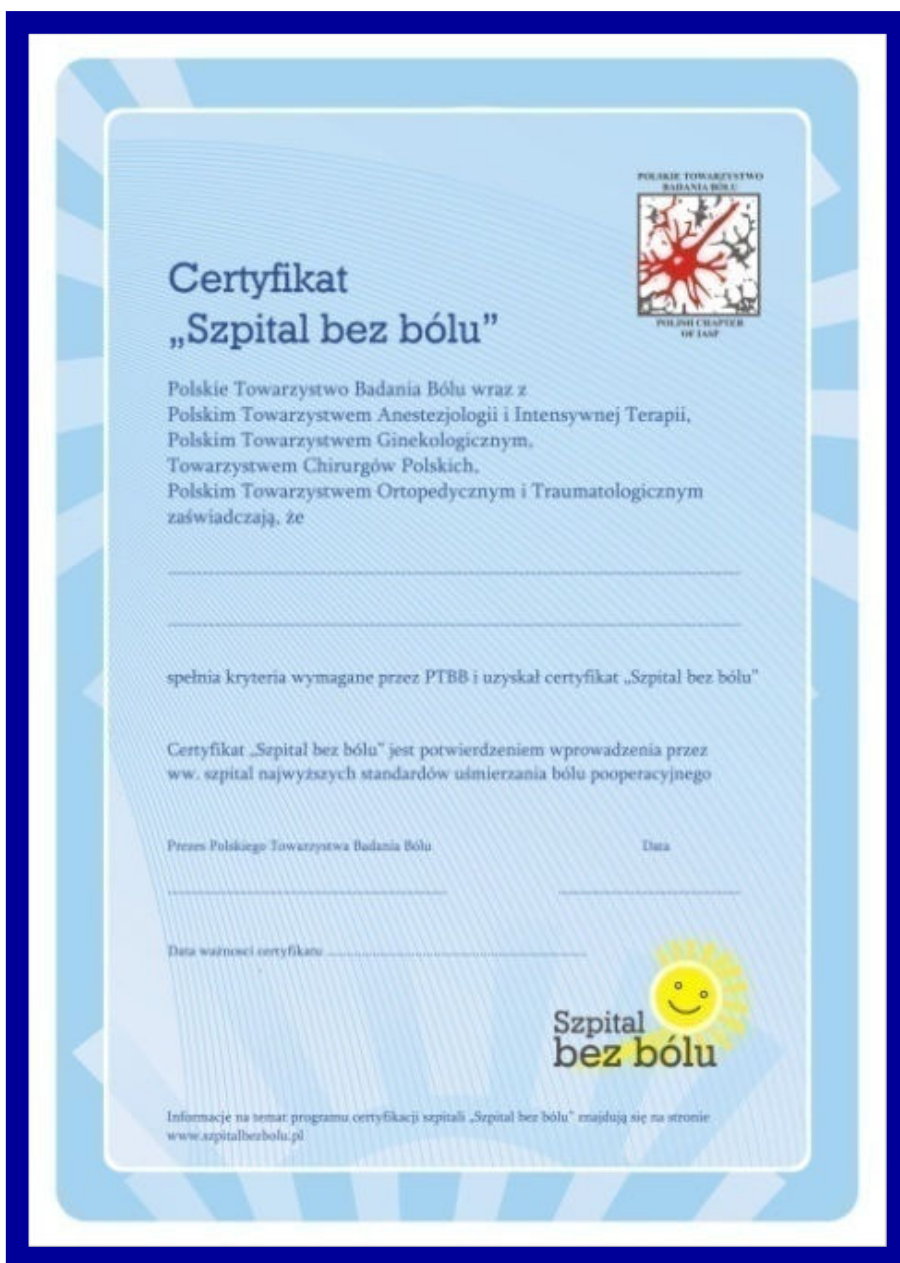 POLSKIE TOWARZYSTWO
BADANIA BÓLU
POLISH CHAPTER
OF IASP
Certyfikat
„Szpital bez bólu”
Polskie Towarzystwo Badania Bólu wraz z
Polskim Towarzystwem Anestezjologii i Intensywnej Terapii,
Polskim Towarzystwem Ginekologicznym,
Towarzystwem Chirurgów Polskich,
Polskim Towarzystwem Ortopedycznym i Traumatologicznym
zaświadczają, że
spełnia kryteria wymagane przez PTBB i uzyskał certyfikat „Szpital bez bólu”
Certyfikat „Szpital bez bólu” jest potwierdzeniem wprowadzenia przez
ww. szpital najwyższych standardów uśmierzania bólu pooperacyjnego
Prezes Polskiego Towarzystwa Badania Bólu
Data
Data ważności certyfikatu
Szpital
bez bólu
Informacje na temat programu certyfikacji szpitali „Szpital bez bólu” znajdują się na stronie
www.szpitalbezbolu.pl